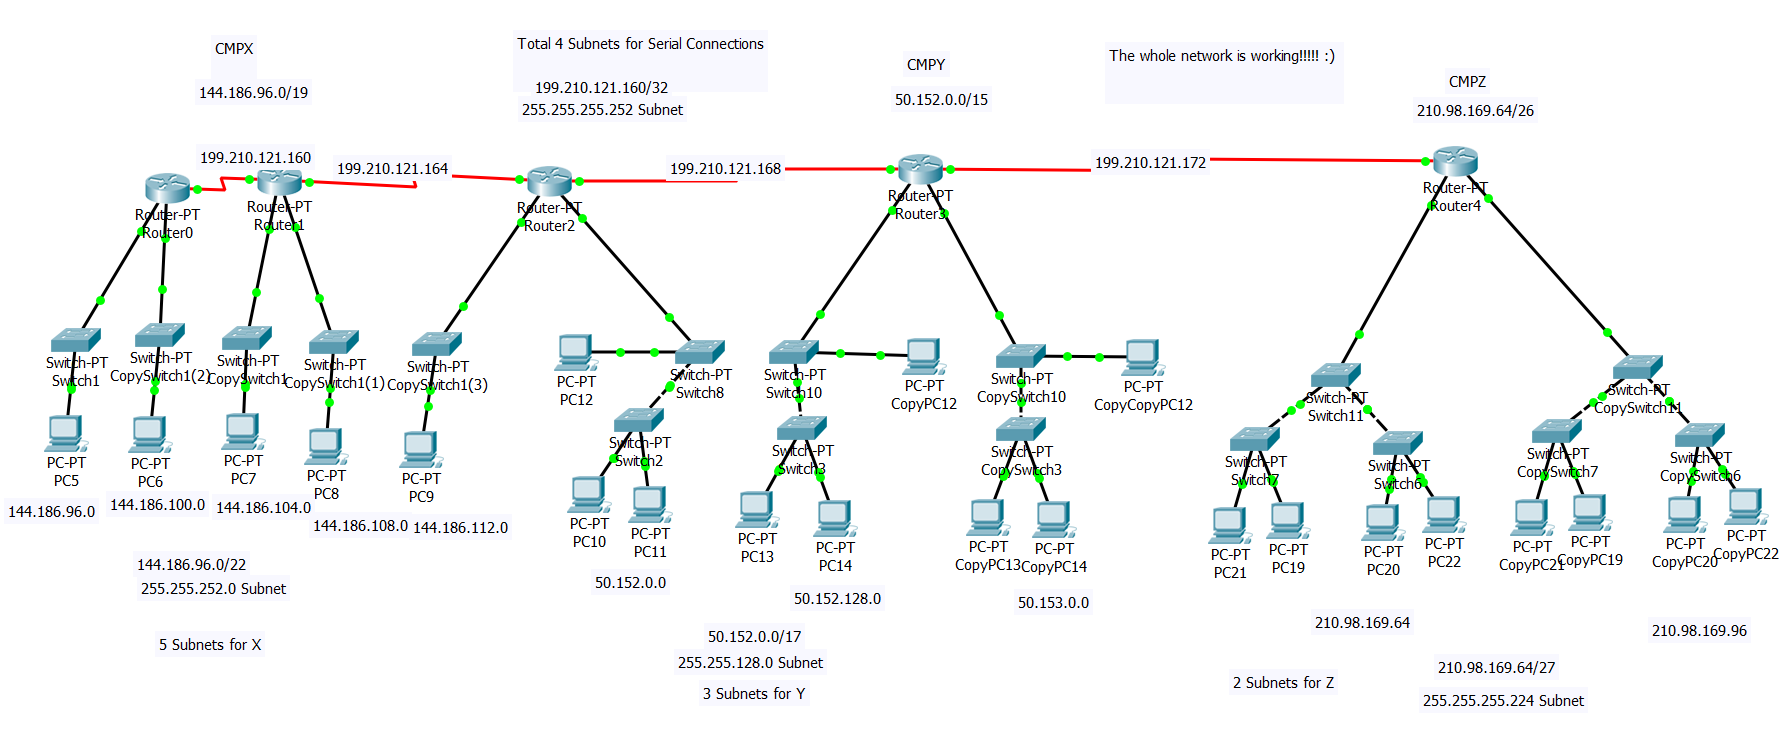 CMPX
144.186.96.0/19
Total 4 Subnets for Serial Connections
199.210.121.160/32
255.255.255.252 Subnet
CMPY
50.152.0.0/15
The whole network is working!!!!! :)
CMPZ
210.98.169.64/26
199.210.121.160
199.210.121.164
199.210.121.168
199.210.121.172
Router-PT
Router0
Router-PT
Router1
Router-PT
Router2
Router-PT
Router3
Router-PT
Router4
Switch-PT
Switch1
Switch-PT
CopySwitch1(2)
Switch-PT
CopySwitch1
Switch-PT
CopySwitch1(1)
Switch-PT
CopySwitch1(3)
PC-PT
PC12
Switch-PT
Switch8
Switch-PT
Switch10
PC-PT
CopyPC12
Switch-PT
CopySwitch10
PC-PT
CopyCopyPC12
Switch-PT
Switch11
Switch-PT
CopySwitch11
PC-PT
PC5
PC-PT
PC6
PC-PT
PC7
PC-PT
PC8
PC-PT
PC9
Switch-PT
Switch2
Switch-PT
Switch3
Switch-PT
CopySwitch3
Switch-PT
Switch7
Switch-PT
Switch6
Switch-PT
CopySwitch7
Switch-PT
CopySwitch6
PC-PT
PC10
PC-PT
PC11
PC-PT
PC13
PC-PT
PC14
PC-PT
CopyPC13
PC-PT
CopyPC14
PC-PT
PC21
PC-PT
PC19
PC-PT
PC20
PC-PT
PC22
PC-PT
CopyPC21
PC-PT
CopyPC19
PC-PT
CopyPC20
PC-PT
CopyPC22
144.186.96.0
144.186.100.0
144.186.104.0
144.186.108.0
144.186.112.0
144.186.96.0/22
255.255.252.0 Subnet
5 Subnets for X
50.152.0.0
50.152.128.0
50.153.0.0
50.152.0.0/17
255.255.128.0 Subnet
3 Subnets for Y
210.98.169.64
210.98.169.96
210.98.169.64/27
2 Subnets for Z
255.255.255.224 Subnet